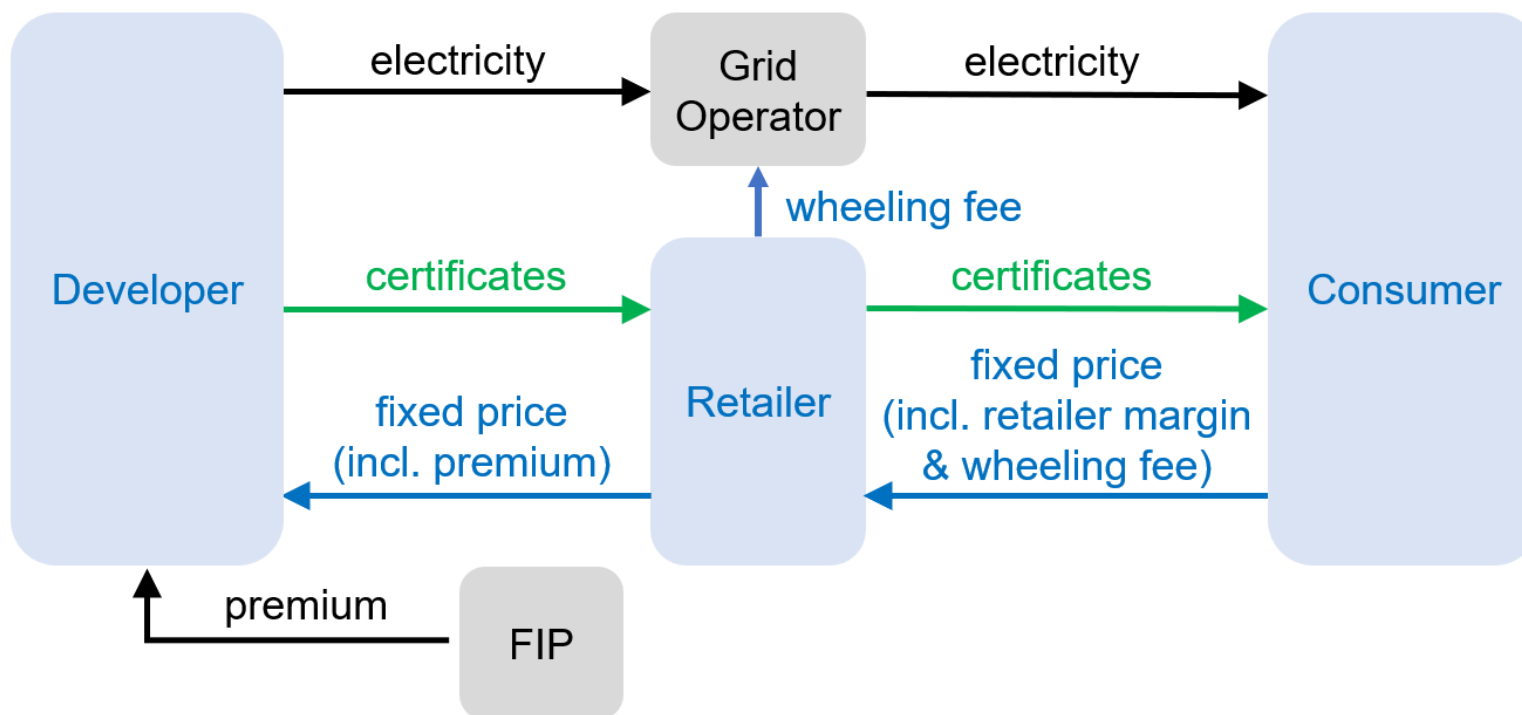 electricity
Grid
Operator
electricity
wheeling fee
Developer
certificates
Retailer
certificates
Consumer
fixed price
(incl. premium)
fixed price
(incl. retailer margin
& wheeling fee)
premium
FIP